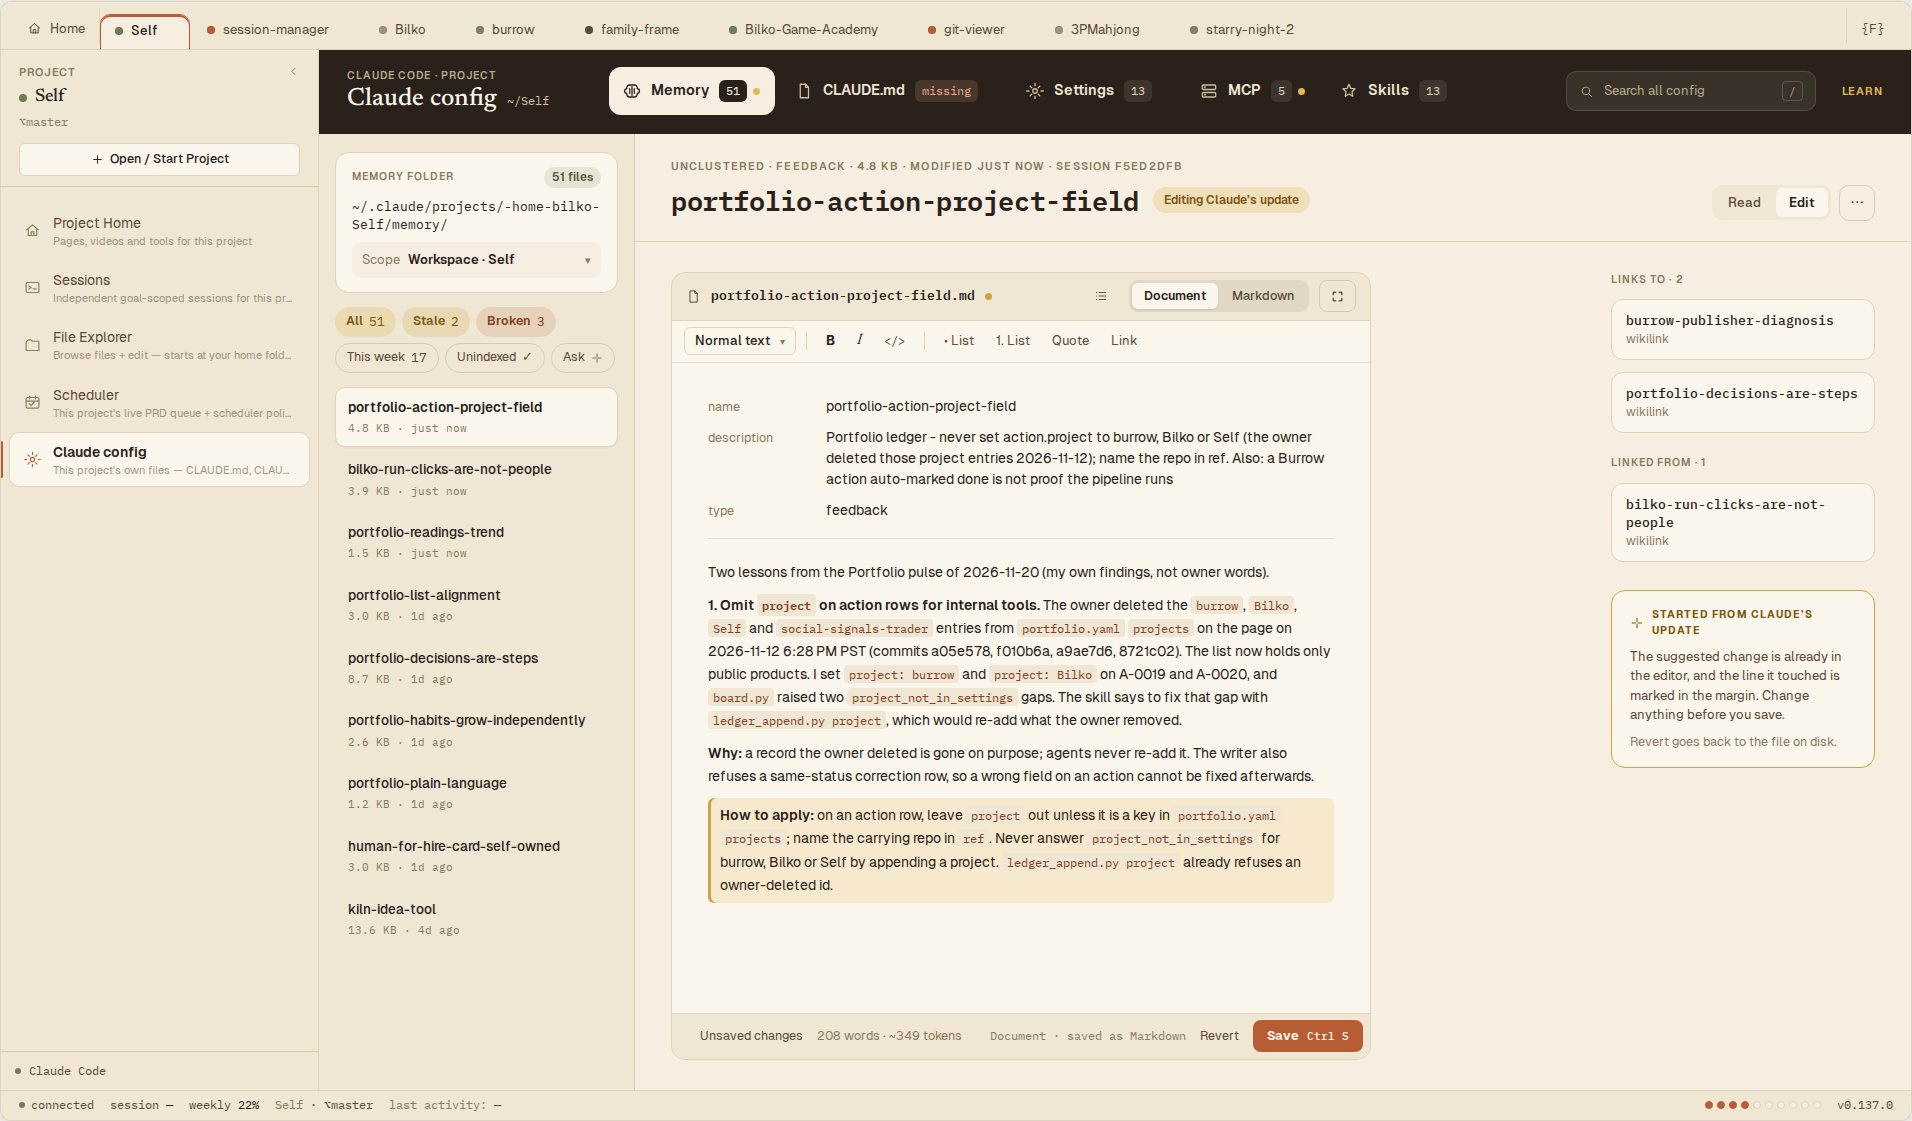 Home
Self
session-manager
Bilko
burrow
family-frame
Bilko-Game-Academy
git-viewer
3PMahjong
starry-night-2
{F}
PROJECT
Self
⌥master
+ Open / Start Project
Project Home
Pages, videos and tools for this project
Sessions
Independent goal-scoped sessions for this pr…
File Explorer
Browse files + edit — starts at your home fold…
Scheduler
This project's live PRD queue + scheduler poli…
Claude config
This project's own files — CLAUDE.md, CLAU…
Claude Code
CLAUDE CODE · PROJECT
Claude config ~/Self
Memory 51
CLAUDE.md missing
Settings 13
MCP 5
Skills 13
Search all config /
LEARN
MEMORY FOLDER 51 files
~/.claude/projects/-home-bilko-
Self/memory/
Scope Workspace · Self ▾
All 51 Stale 2 Broken 3
This week 17 Unindexed ✓ Ask
portfolio-action-project-field
4.8 KB · just now
bilko-run-clicks-are-not-people
3.9 KB · just now
portfolio-readings-trend
1.5 KB · just now
portfolio-list-alignment
3.0 KB · 1d ago
portfolio-decisions-are-steps
8.7 KB · 1d ago
portfolio-habits-grow-independently
2.6 KB · 1d ago
portfolio-plain-language
1.2 KB · 1d ago
human-for-hire-card-self-owned
3.0 KB · 1d ago
kiln-idea-tool
13.6 KB · 4d ago
UNCLUSTERED · FEEDBACK · 4.8 KB · MODIFIED JUST NOW · SESSION F5ED2DFB
portfolio-action-project-field Editing Claude's update
Read Edit ···
portfolio-action-project-field.md
Document Markdown
Normal text ▾ B I </> • List 1. List Quote Link
name portfolio-action-project-field
description Portfolio ledger - never set action.project to burrow, Bilko or Self (the owner
deleted those project entries 2026-11-12); name the repo in ref. Also: a Burrow
action auto-marked done is not proof the pipeline runs
type feedback
Two lessons from the Portfolio pulse of 2026-11-20 (my own findings, not owner words).
1. Omit project on action rows for internal tools. The owner deleted the burrow, Bilko,
Self and social-signals-trader entries from portfolio.yaml projects on the page on
2026-11-12 6:28 PM PST (commits a05e578, f010b6a, a9ae7d6, 8721c02). The list now holds only
public products. I set project: burrow and project: Bilko on A-0019 and A-0020, and
board.py raised two project_not_in_settings gaps. The skill says to fix that gap with
ledger_append.py project, which would re-add what the owner removed.
Why: a record the owner deleted is gone on purpose; agents never re-add it. The writer also
refuses a same-status correction row, so a wrong field on an action cannot be fixed afterwards.
How to apply: on an action row, leave project out unless it is a key in portfolio.yaml
projects; name the carrying repo in ref. Never answer project_not_in_settings for
burrow, Bilko or Self by appending a project. ledger_append.py project already refuses an
owner-deleted id.
Unsaved changes 208 words · ~349 tokens Document · saved as Markdown Revert Save Ctrl S
LINKS TO · 2
burrow-publisher-diagnosis
wikilink
portfolio-decisions-are-steps
wikilink
LINKED FROM · 1
bilko-run-clicks-are-not-
people
wikilink
STARTED FROM CLAUDE'S
UPDATE
The suggested change is already in
the editor, and the line it touched is
marked in the margin. Change
anything before you save.
Revert goes back to the file on disk.
connected session — weekly 22% Self · ⌥master last activity: —
v0.137.0